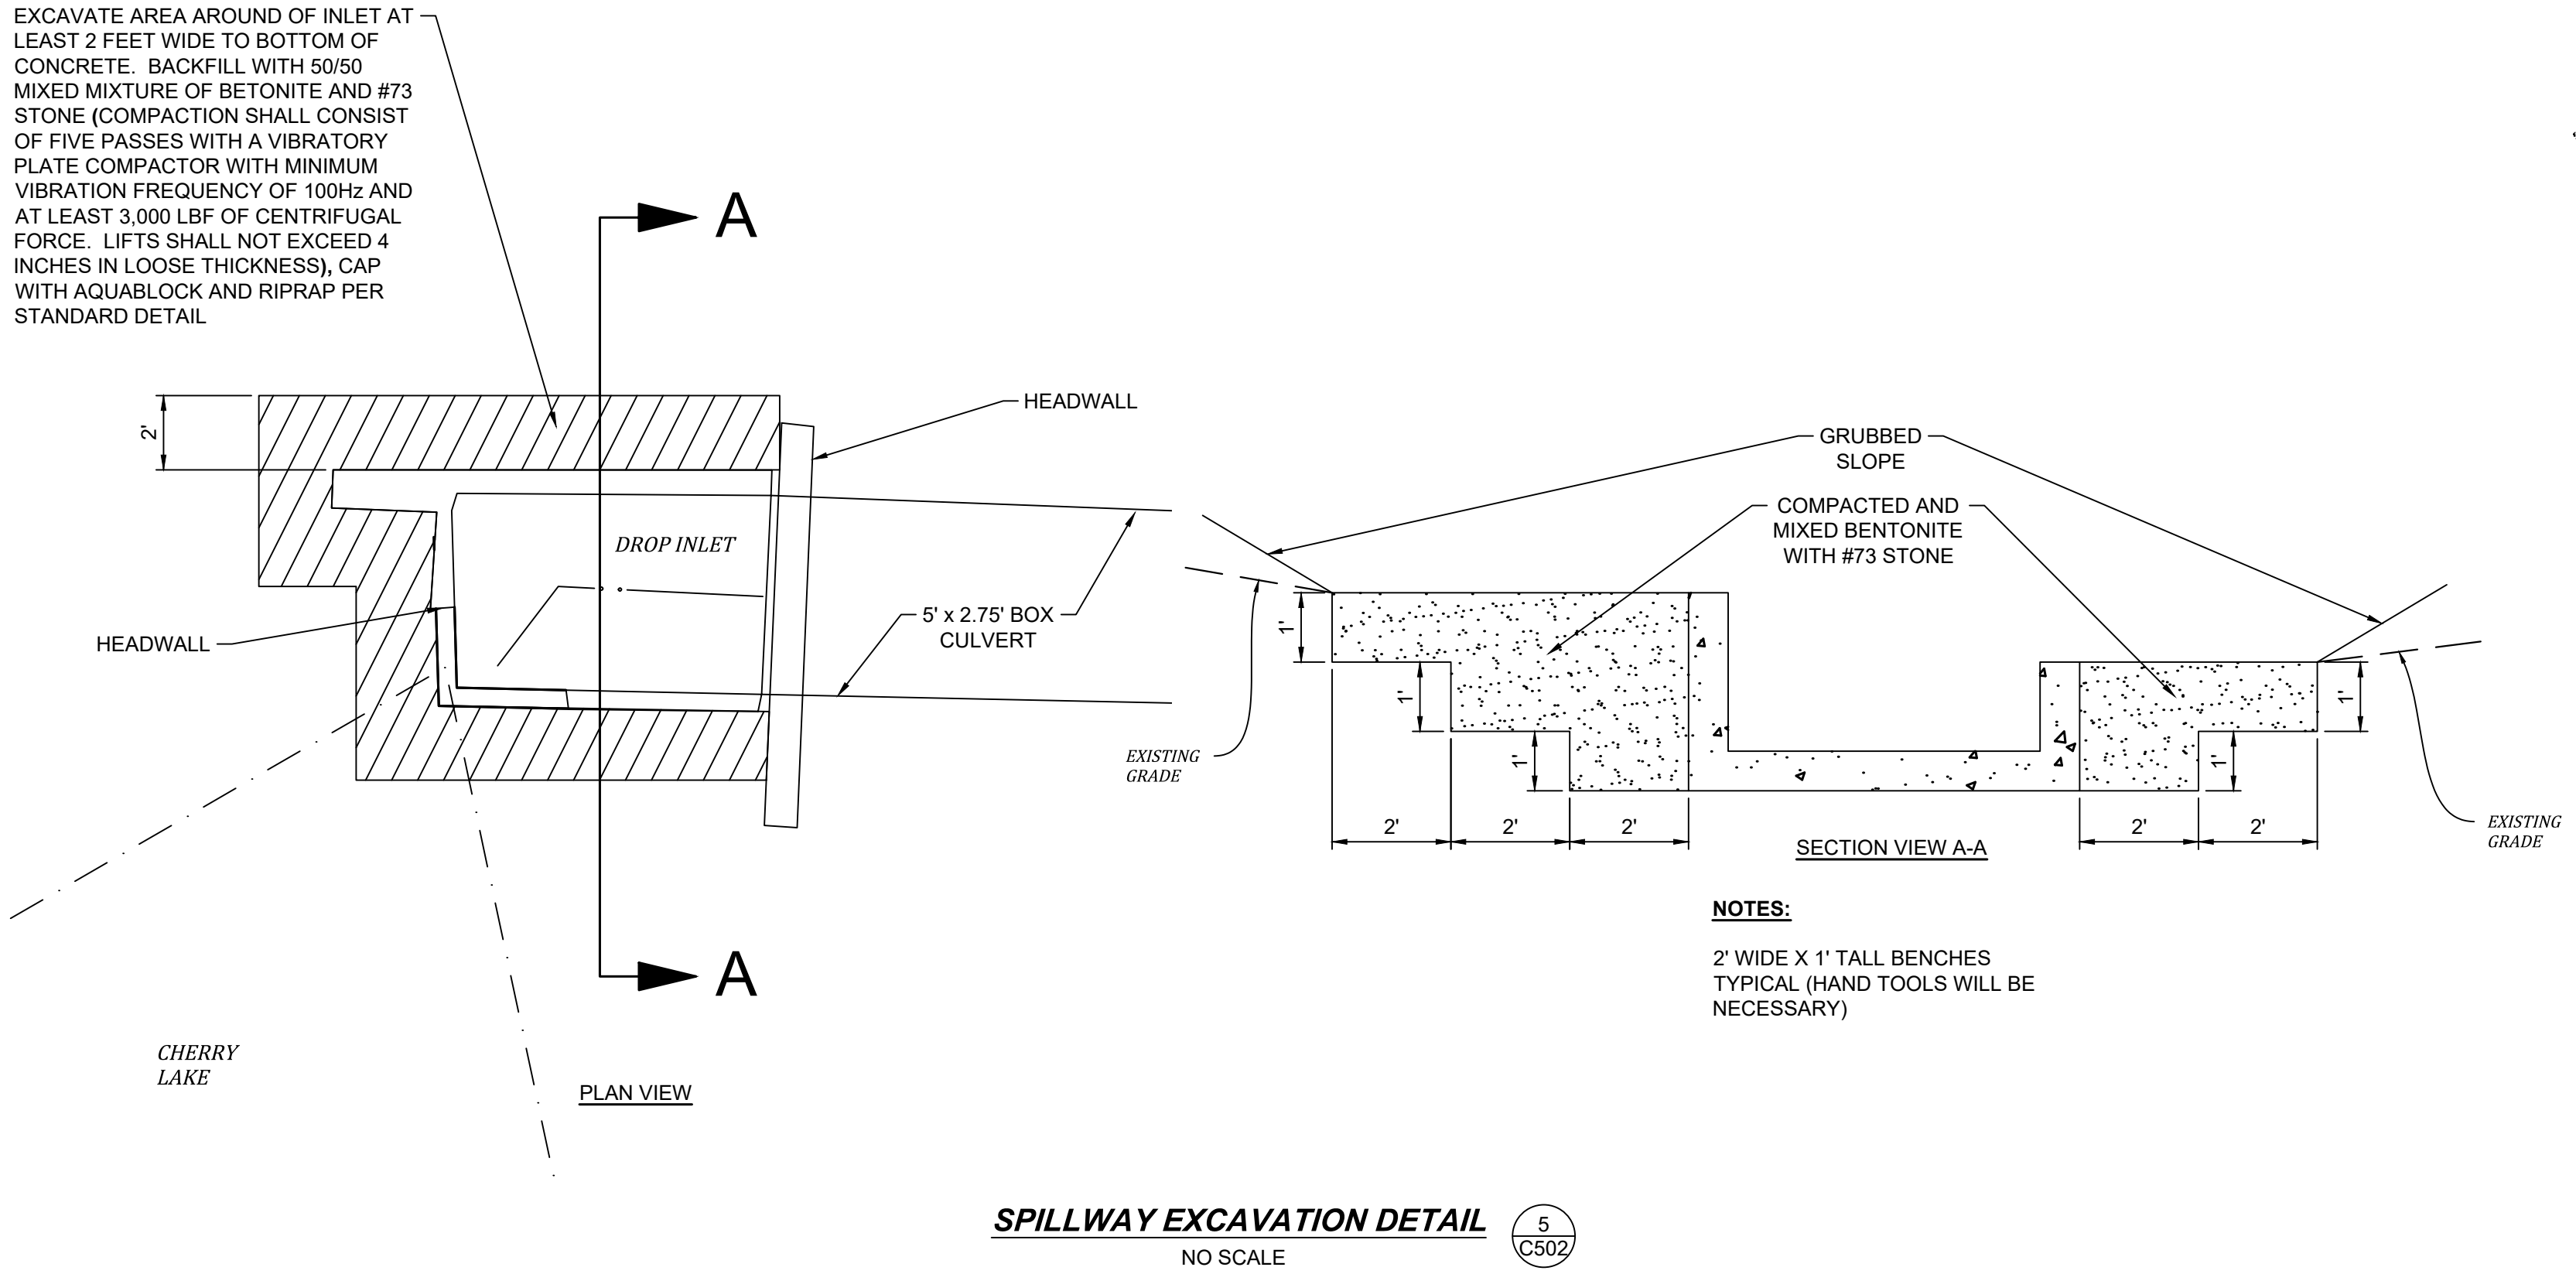 EXCAVATE AREA AROUND OF INLET AT
LEAST 2 FEET WIDE TO BOTTOM OF
CONCRETE.  BACKFILL WITH 50/50
MIXED MIXTURE OF BETONITE AND #73
STONE (COMPACTION SHALL CONSIST
OF FIVE PASSES WITH A VIBRATORY
PLATE COMPACTOR WITH MINIMUM
VIBRATION FREQUENCY OF 100Hz AND
AT LEAST 3,000 LBF OF CENTRIFUGAL
FORCE.  LIFTS SHALL NOT EXCEED 4
INCHES IN LOOSE THICKNESS), CAP
WITH AQUABLOCK AND RIPRAP PER
STANDARD DETAIL
A
2'
HEADWALL
DROP INLET
5' x 2.75' BOX
CULVERT
HEADWALL
A
CHERRY
LAKE
PLAN VIEW
GRUBBED
SLOPE
COMPACTED AND
MIXED BENTONITE
WITH #73 STONE
1'
1'
1'
1'
1'
EXISTING
GRADE
EXISTING
GRADE
2'
2'
2'
2'
2'
SECTION VIEW A-A
NOTES:
2' WIDE X 1' TALL BENCHES
TYPICAL (HAND TOOLS WILL BE
NECESSARY)
SPILLWAY EXCAVATION DETAIL
NO SCALE
5
C502